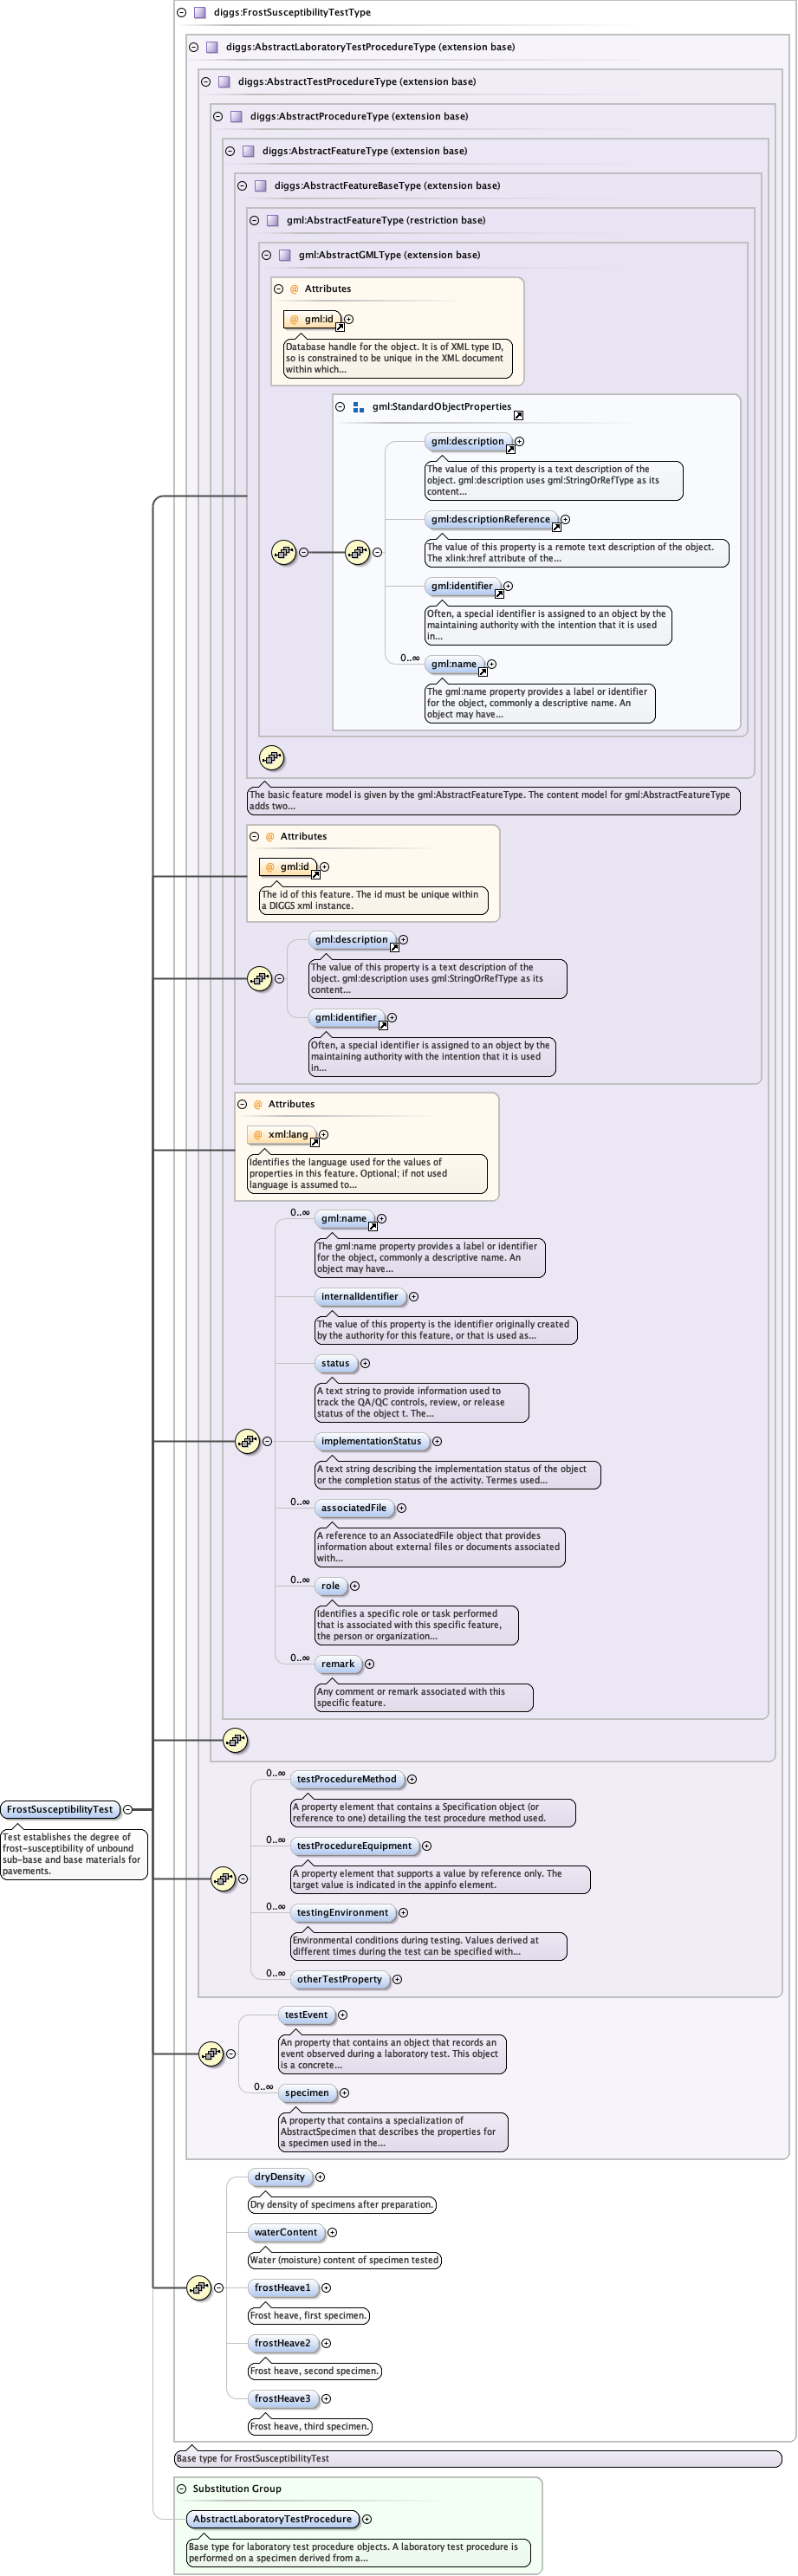 diggs:FrostSusceptibilityTestType
diggs:AbstractLaboratoryTestProcedureType (extension base)
diggs:AbstractTestProcedureType (extension base)
diggs:AbstractProcedureType (extension base)
diggs:AbstractFeatureType (extension base)
diggs:AbstractFeatureBaseType (extension base)
gml:AbstractFeatureType (restriction base)
gml:AbstractGMLType (extension base)
@ Attributes
@ gml:id
Database handle for the object. It is of XML type ID,
so is constrained to be unique in the XML document
within which...
gml:StandardObjectProperties
gml:description
The value of this property is a text description of the
object. gml:description uses gml:StringOrRefType as its
content...
gml:descriptionReference
The value of this property is a remote text description of the object.
The xlink:href attribute of the...
gml:identifier
Often, a special identifier is assigned to an object by the
maintaining authority with the intention that it is used
in...
0..∞
gml:name
The gml:name property provides a label or identifier
for the object, commonly a descriptive name. An
object may have...
The basic feature model is given by the gml:AbstractFeatureType. The content model for gml:AbstractFeatureType
adds two...
@ Attributes
@ gml:id
The id of this feature. The id must be unique within
a DIGGS xml instance.
gml:description
The value of this property is a text description of the
object. gml:description uses gml:StringOrRefType as its
content...
gml:identifier
Often, a special identifier is assigned to an object by the
maintaining authority with the intention that it is used
in...
@ Attributes
@ xml:lang
Identifies the language used for the values of
properties in this feature. Optional; if not used
language is assumed to...
0..∞
gml:name
The gml:name property provides a label or identifier
for the object, commonly a descriptive name. An
object may have...
internalIdentifier
The value of this property is the identifier originally created
by the authority for this feature, or that is used as...
status
A text string to provide information used to
track the QA/QC controls, review, or release
status of the object t. The...
implementationStatus
A text string describing the implementation status of the object
or the completion status of the activity. Termes used...
0..∞
associatedFile
A reference to an AssociatedFile object that provides
information about external files or documents associated
with...
0..∞
role
Identifies a specific role or task performed
that is associated with this specific feature,
the person or organization...
0..∞
remark
Any comment or remark associated with this
specific feature.
0..∞
testProcedureMethod
A property element that contains a Specification object (or
reference to one) detailing the test procedure method used.
FrostSusceptibilityTest
Test establishes the degree of
frost-susceptibility of unbound
sub-base and base materials for
pavements.
0..∞
testProcedureEquipment
A property element that supports a value by reference only. The
target value is indicated in the appinfo element.
0..∞
testingEnvironment
Environmental conditions during testing. Values derived at
different times during the test can be specified with...
0..∞
otherTestProperty
testEvent
An property that contains an object that records an
event observed during a laboratory test. This object
is a concrete...
0..∞
specimen
A property that contains a specialization of
AbstractSpecimen that describes the properties for
a specimen used in the...
dryDensity
Dry density of specimens after preparation.
waterContent
Water (moisture) content of specimen tested
frostHeave1
Frost heave, first specimen.
frostHeave2
Frost heave, second specimen.
frostHeave3
Frost heave, third specimen.
Base type for FrostSusceptibilityTest
Substitution Group
AbstractLaboratoryTestProcedure
Base type for laboratory test procedure objects. A laboratory test procedure is
performed on a specimen derived from a...